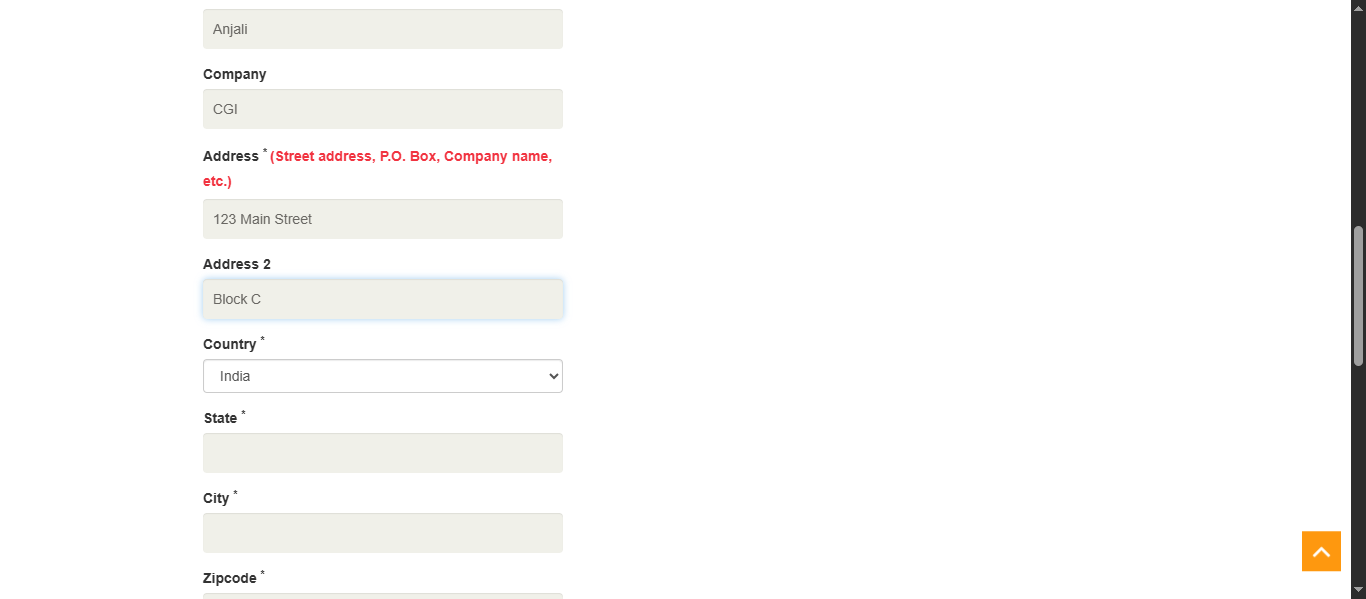 Anjali
Company
CGI
Address * (Street address, P.O. Box, Company name,
etc.)
123 Main Street
Address 2
Block C
Country *
India
State *
City *
Zipcode *